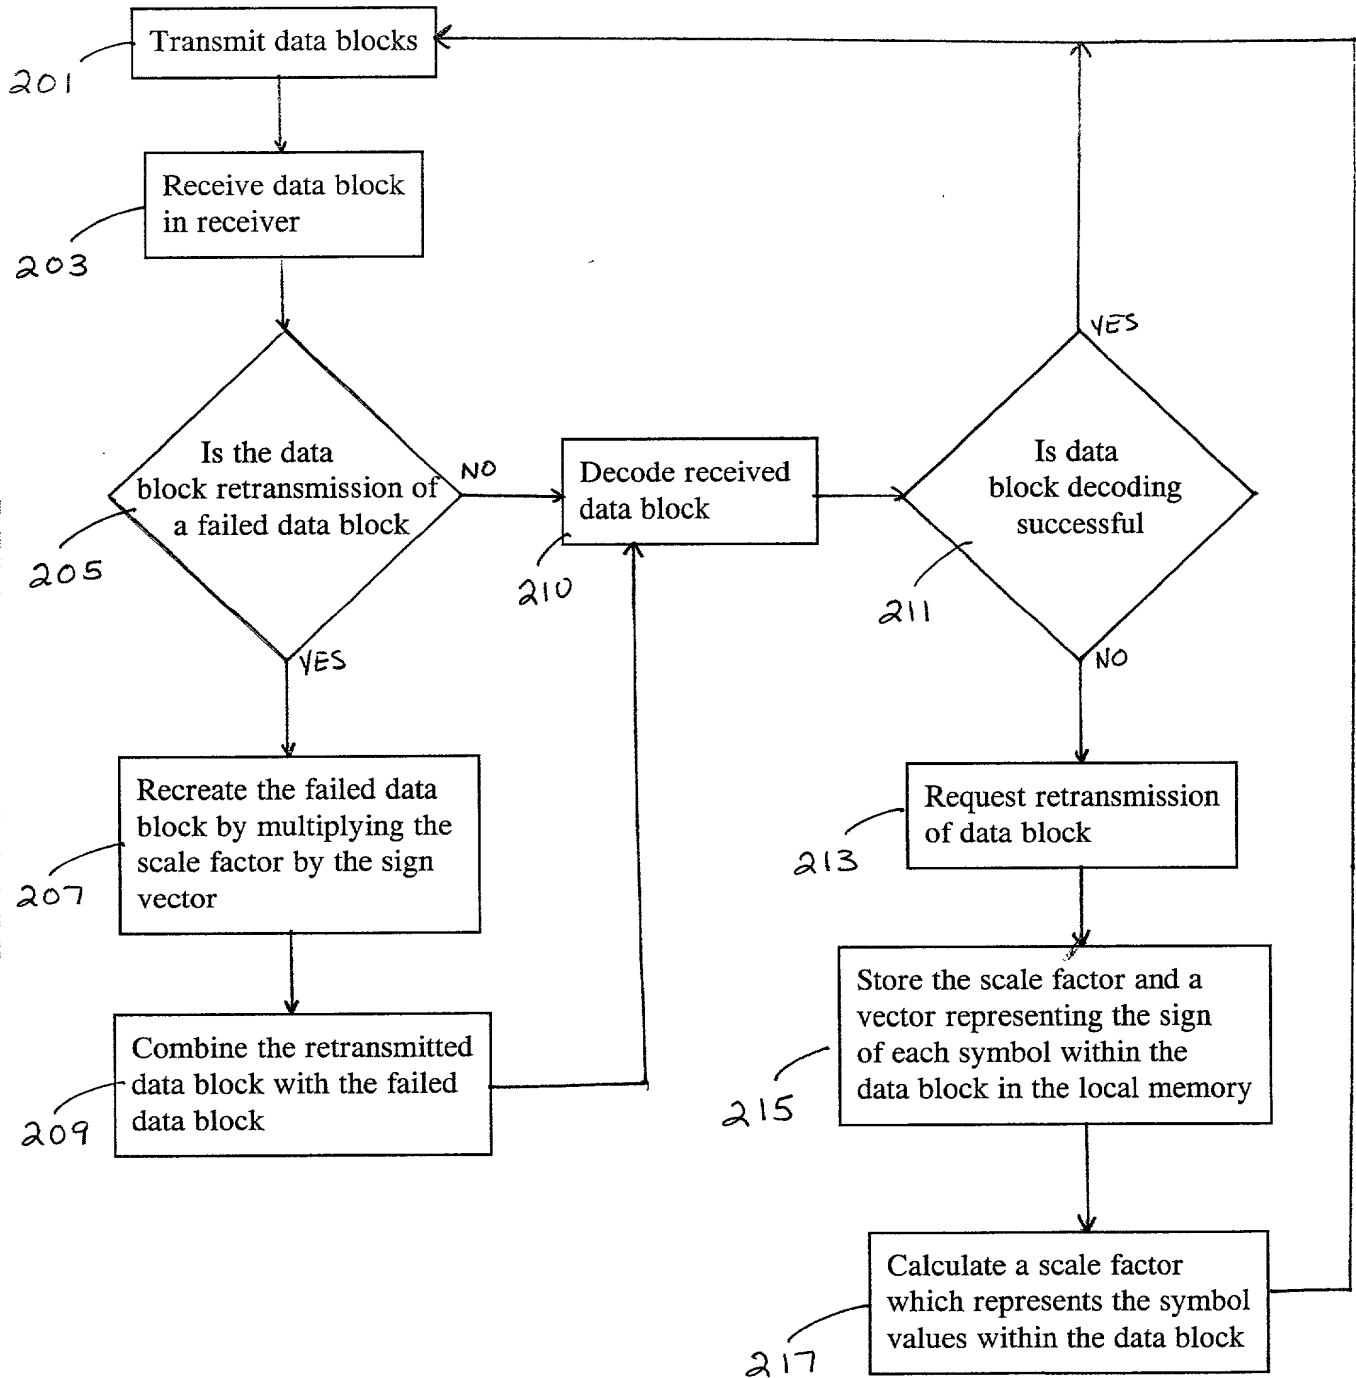 Transmit data blocks
201
Receive data block
in receiver
203
Is the data
block retransmission of
a failed data block
205
NO
YES
Decode received
data block
210
Is data
block decoding
successful
211
YES
NO
Recreate the failed data
block by multiplying the
scale factor by the sign
vector
207
Combine the retransmitted
data block with the failed
data block
209
Request retransmission
of data block
213
Store the scale factor and a
vector representing the sign
of each symbol within the
data block in the local memory
215
Calculate a scale factor
which represents the symbol
values within the data block
217